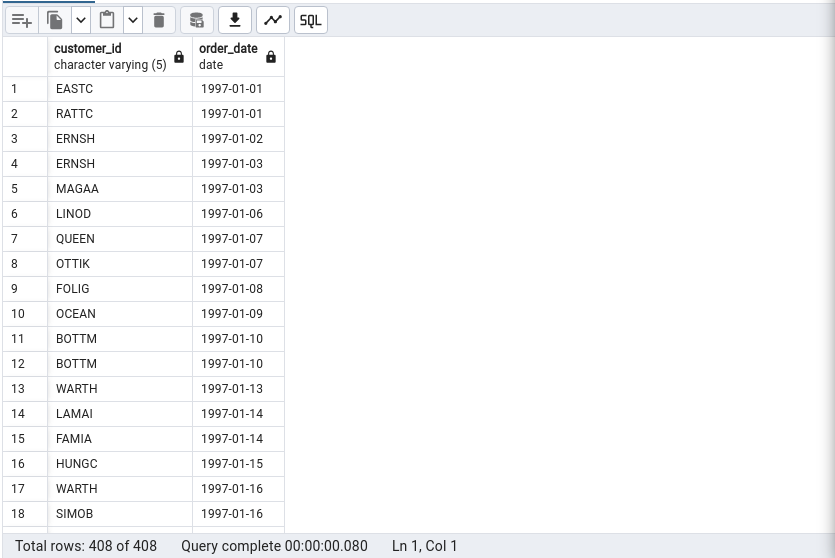 SQL
customer_id order_date
character varying (5) date
1 EASTC 1997-01-01
2 RATTC 1997-01-01
3 ERNSH 1997-01-02
4 ERNSH 1997-01-03
5 MAGAA 1997-01-03
6 LINOD 1997-01-06
7 QUEEN 1997-01-07
8 OTTIK 1997-01-07
9 FOLIG 1997-01-08
10 OCEAN 1997-01-09
11 BOTTM 1997-01-10
12 BOTTM 1997-01-10
13 WARTH 1997-01-13
14 LAMAI 1997-01-14
15 FAMIA 1997-01-14
16 HUNGC 1997-01-15
17 WARTH 1997-01-16
18 SIMOB 1997-01-16
Total rows: 408 of 408 Query complete 00:00:00.080 Ln 1, Col 1